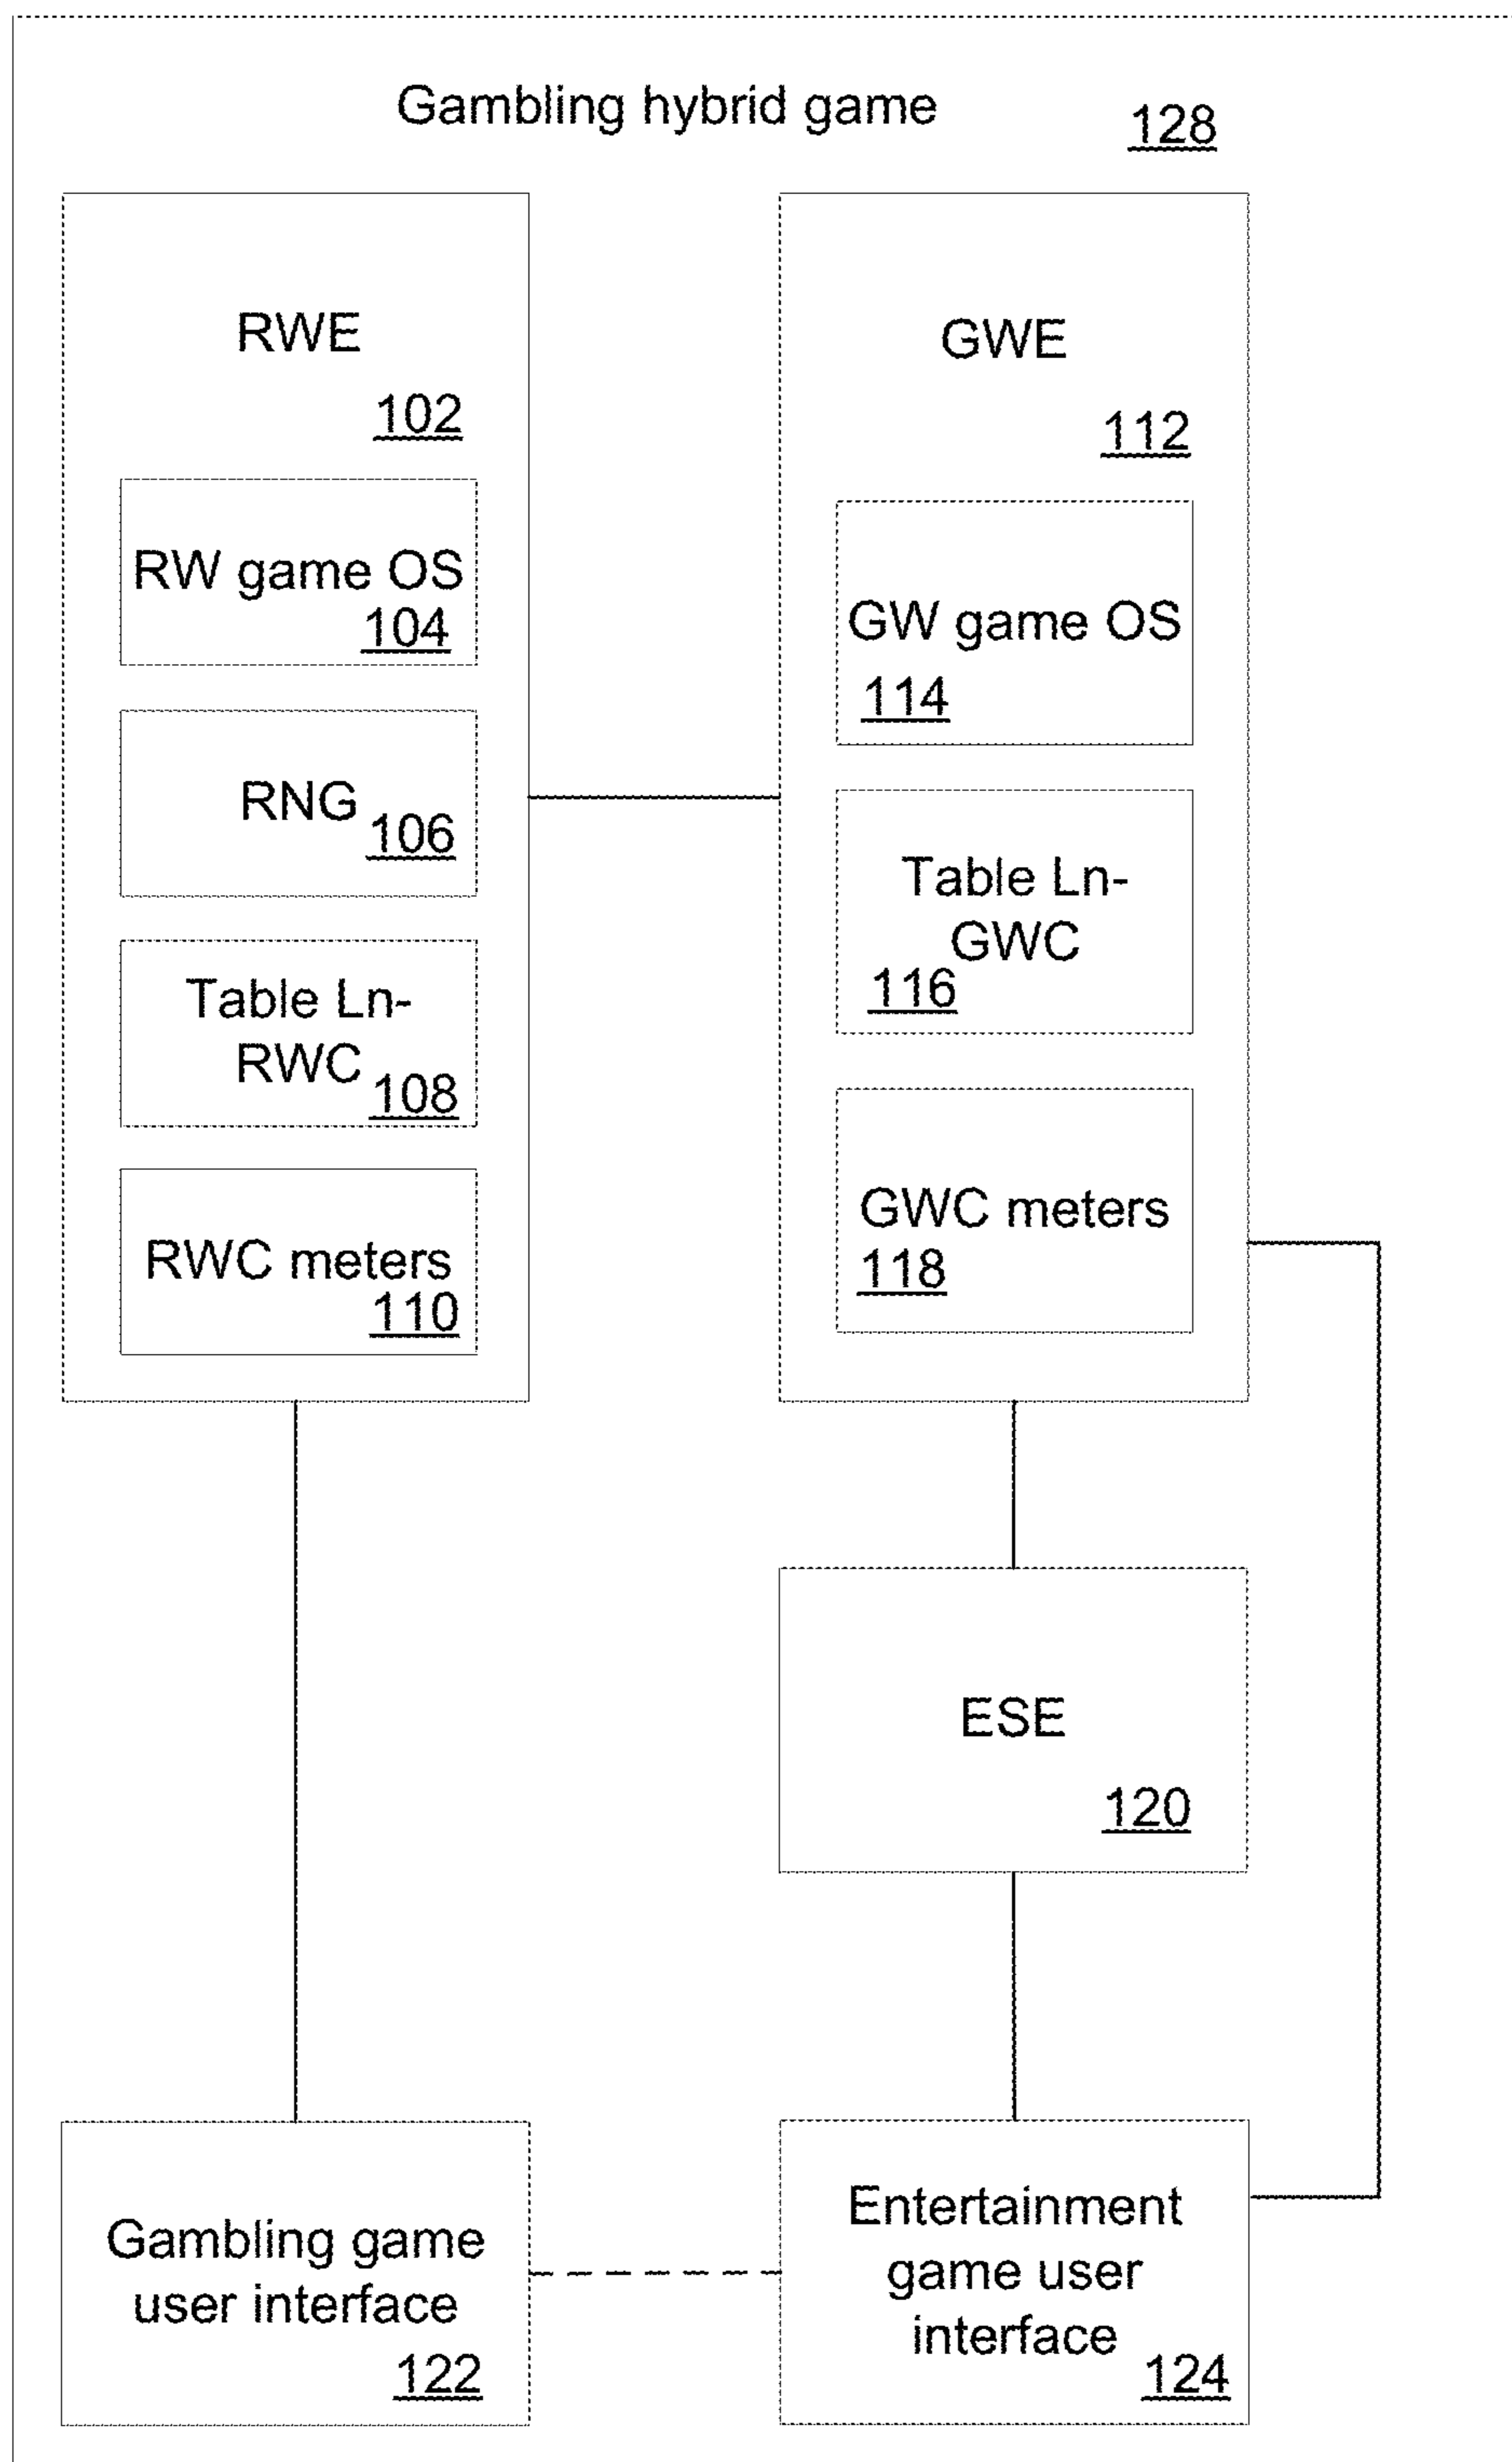 Gambling hybrid game
128
RWE
102
RW game OS
104
RNG
106
Table Ln-
RWC
108
RWC meters
110
GWE
112
GW game OS
114
Table Ln-
GWC
116
GWC meters
118
ESE
120
Gambling game
user interface
122
Entertainment
game user
interface
124